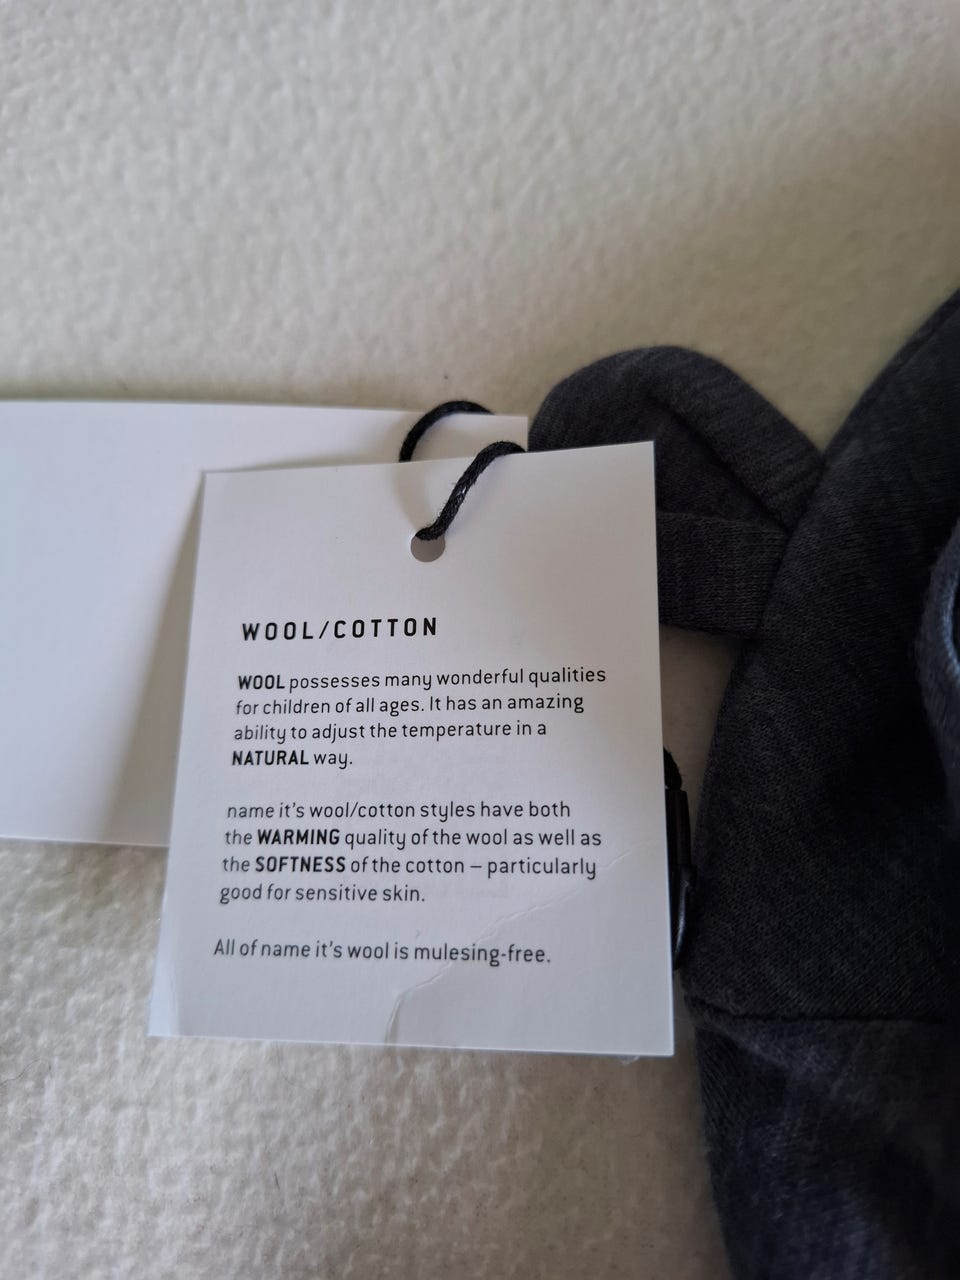 WOOL/COTTON
WOOL possesses many wonderful qualities
for children of all ages. It has an amazing
ability to adjust the temperature in a
NATURAL way.
name it's wool/cotton styles have both
the WARMING quality of the wool as well as
the SOFTNESS of the cotton – particularly
good for sensitive skin.
All of name it's wool is mulesing-free.